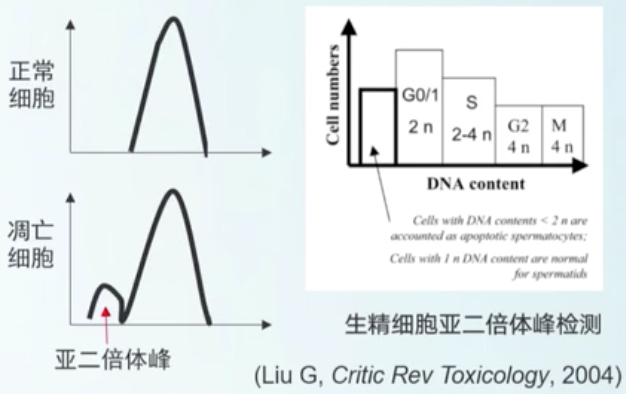 正常
细胞
凋亡
细胞
亚二倍体峰
Cell numbers
G0/1
2 n
S
2-4 n
G2
4 n
M
4 n
DNA content
Cells with DNA contents < 2 n are
accounted as apoptotic spermatocytes;
Cells with 1 n DNA content are normal
for spermatids
生精细胞亚二倍体峰检测
(Liu G, Critic Rev Toxicology, 2004)